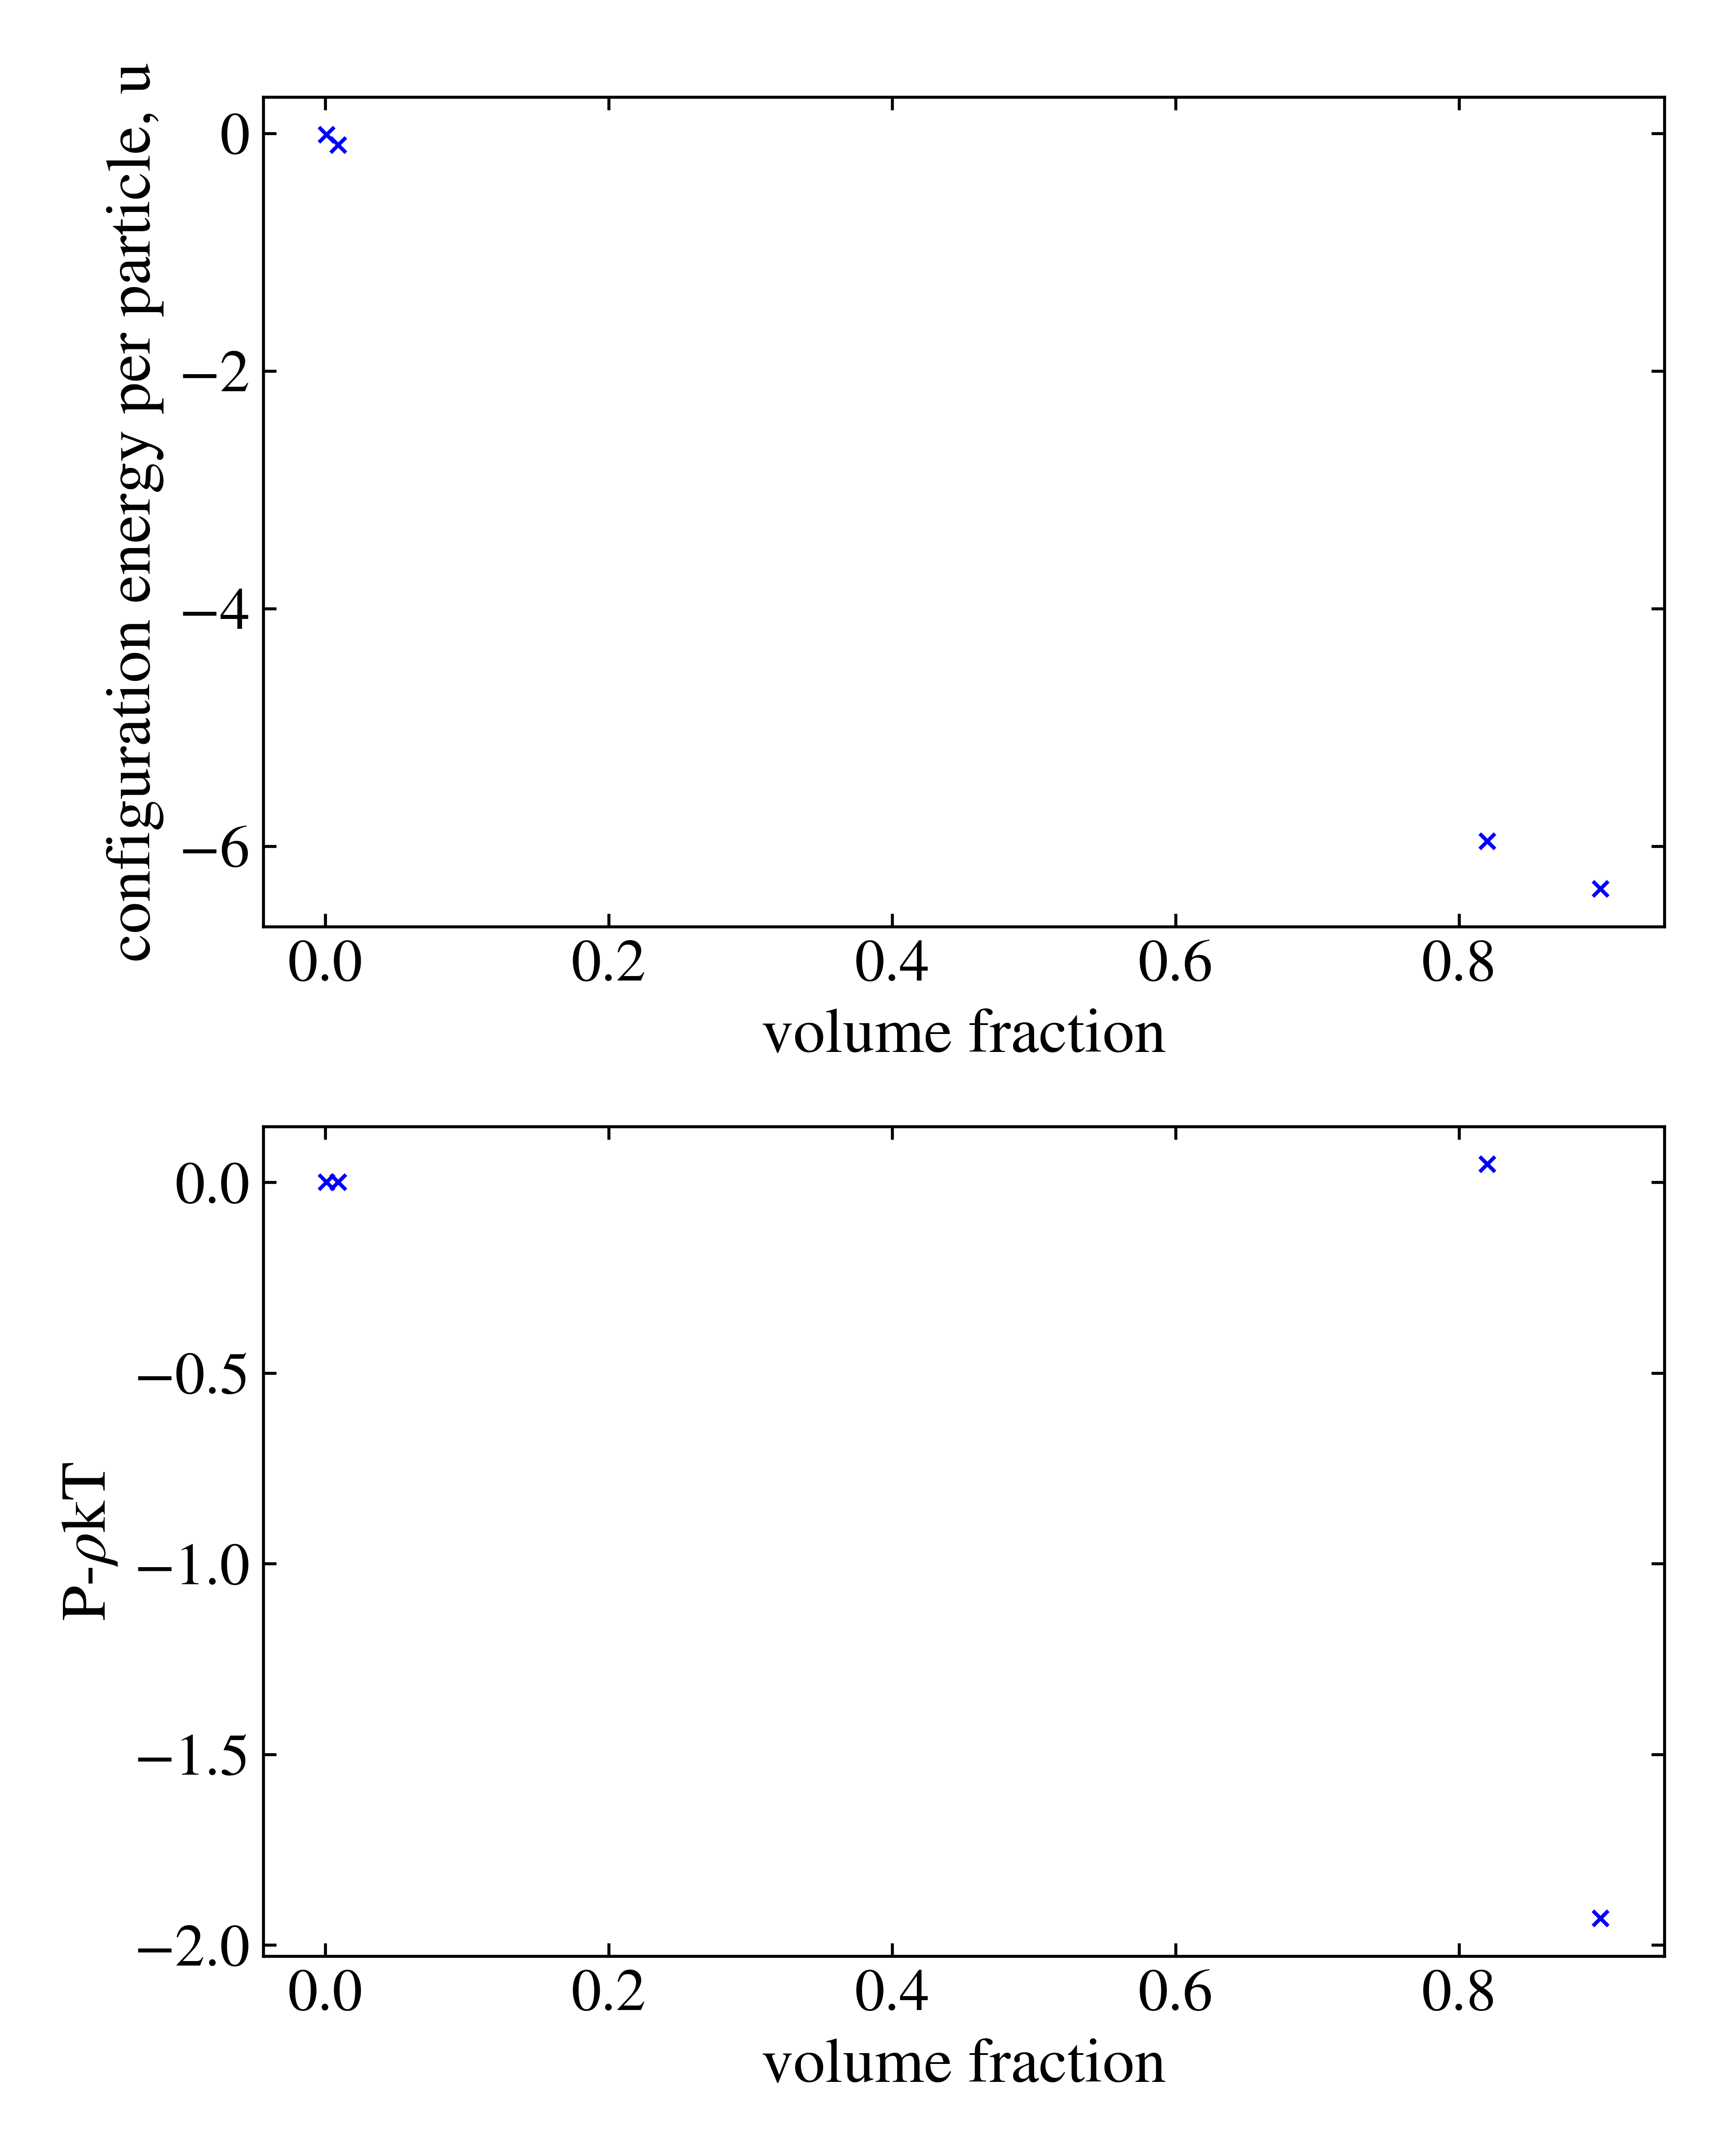 configuration energy per particle, u
0
−2
−4
−6
0.0 0.2 0.4 0.6 0.8
volume fraction
P-ρkT
0.0
−0.5
−1.0
−1.5
−2.0
0.0 0.2 0.4 0.6 0.8
volume fraction